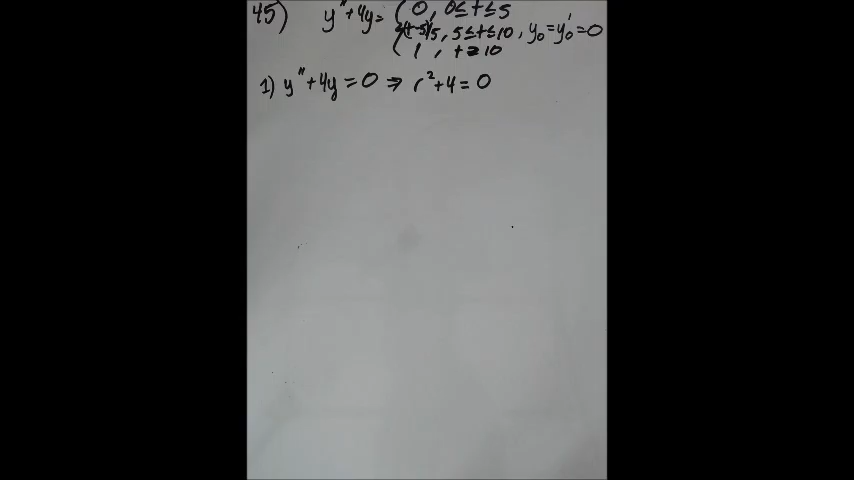 45) y''+4y= { 0, 0≤t≤5
(t-5)/5, 5≤t≤10, y₀=y₀'=0
1, t≥10
1) y''+4y=0 ⇒ r²+4=0